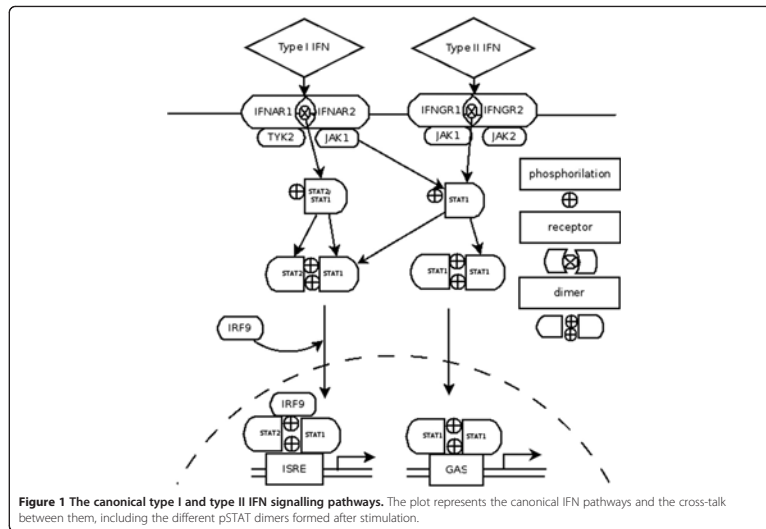 Type I IFN
Type II IFN
IFNAR1
IFNAR2
IFNGR1
IFNGR2
TYK2
JAK1
JAK1
JAK2
STAT2/
STAT1
STAT1
phosphorilation
receptor
dimer
STAT2
STAT1
STAT1
STAT1
IRF9
IRF9
STAT2
STAT1
STAT1
STAT1
ISRE
GAS
Figure 1 The canonical type I and type II IFN signalling pathways. The plot represents the canonical IFN pathways and the cross-talk
between them, including the different pSTAT dimers formed after stimulation.